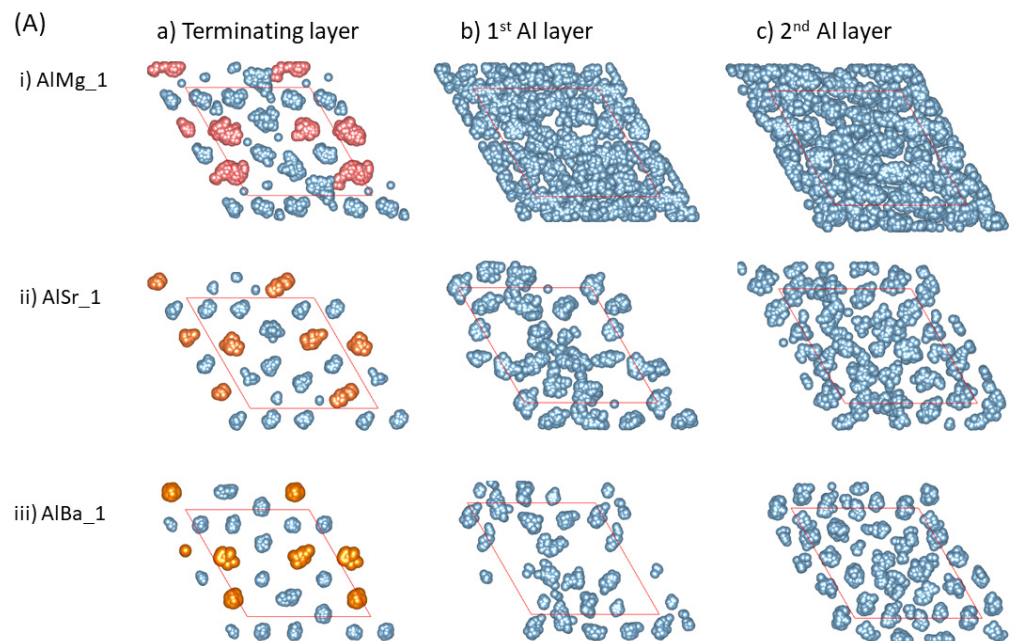 (A)
a) Terminating layer
b) 1st Al layer
c) 2nd Al layer
i) AlMg_1
ii) AlSr_1
iii) AlBa_1